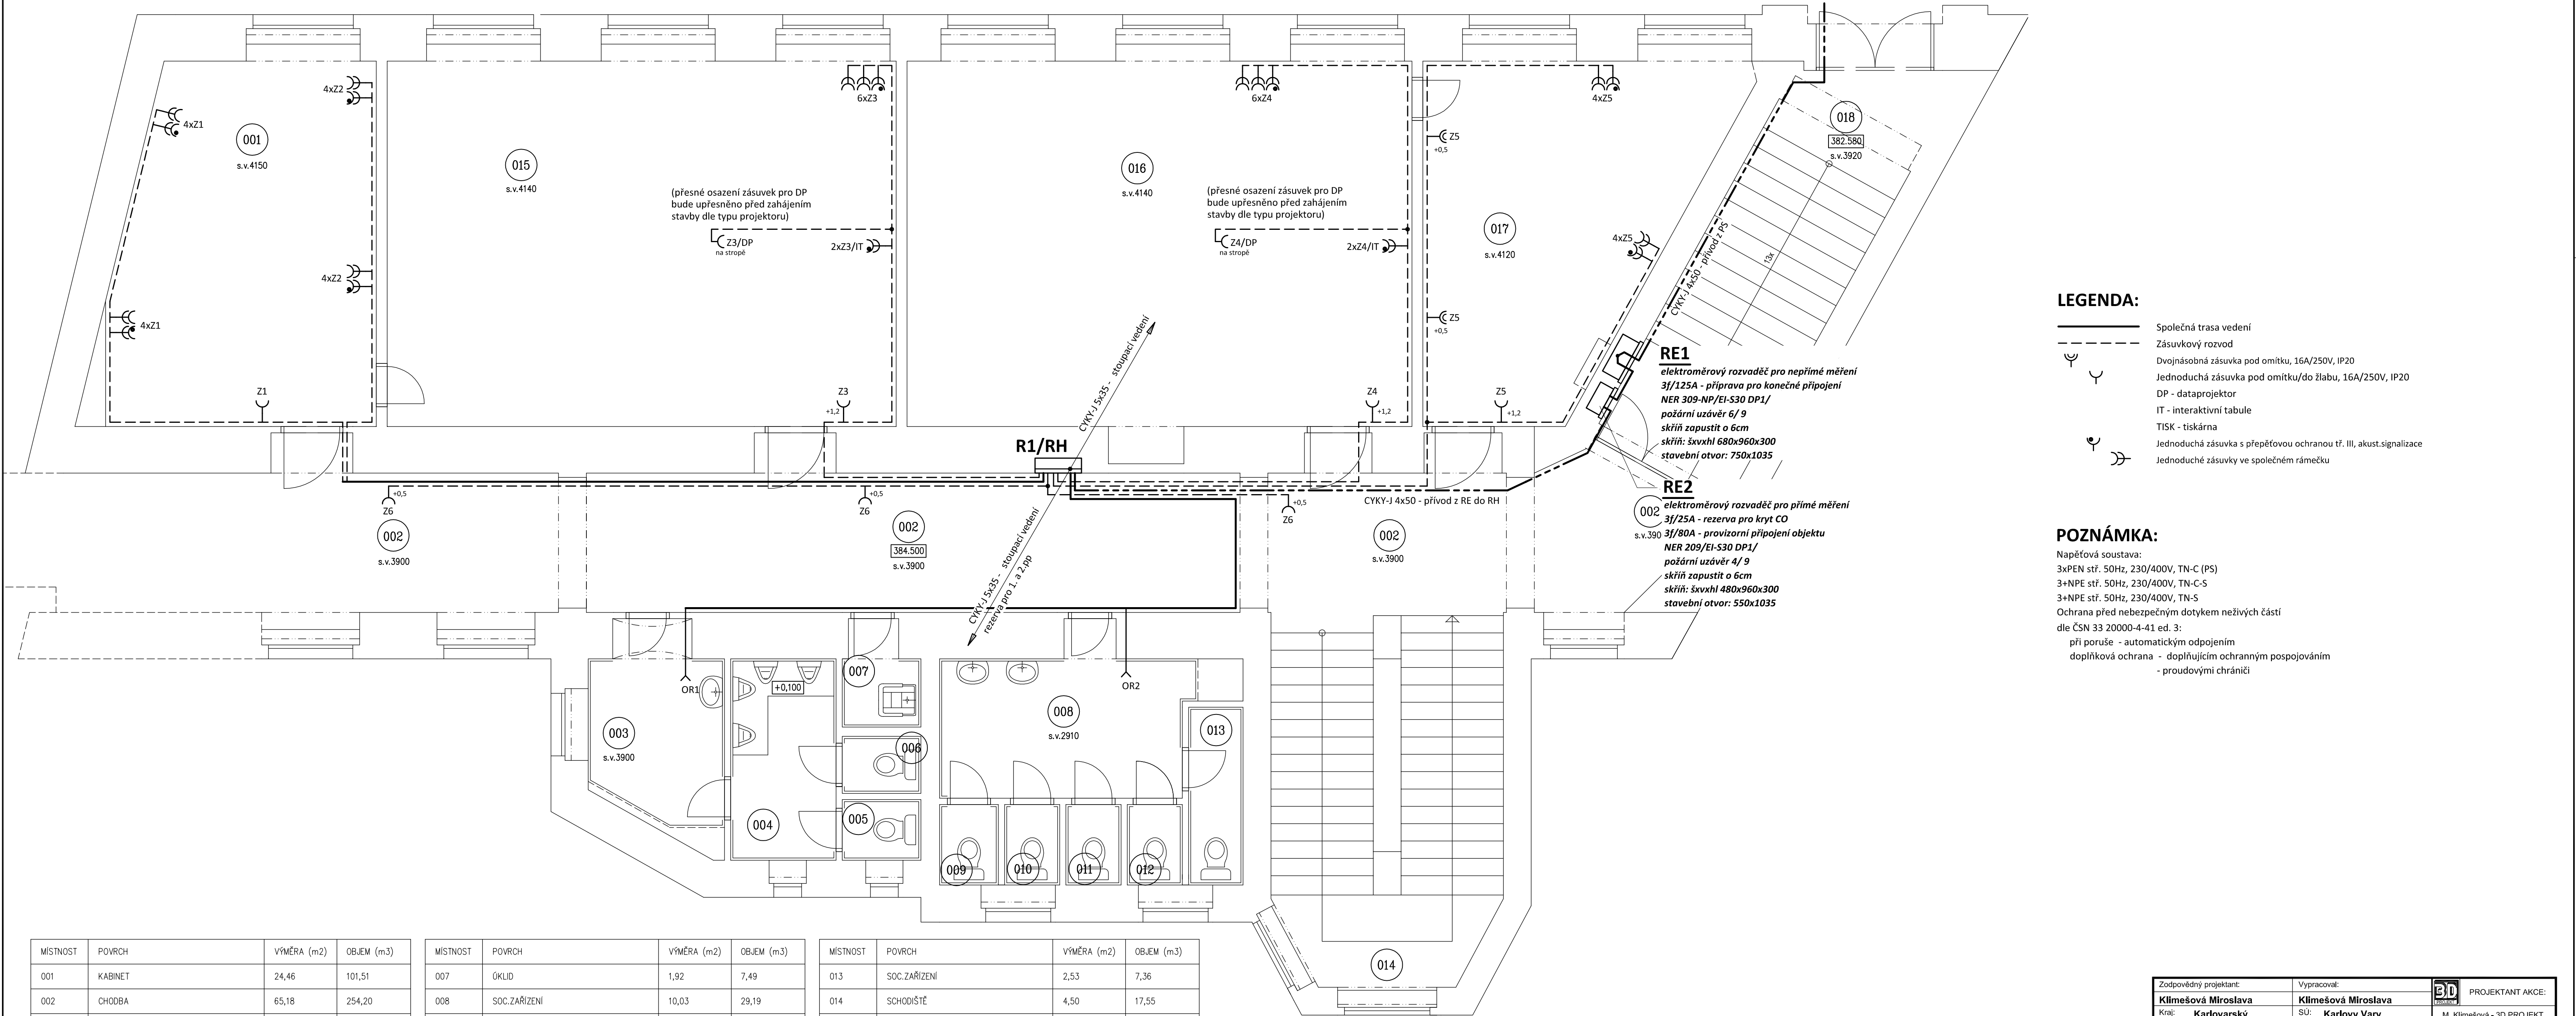 4xZ2
4xZ1
001
s.v.4150
4xZ2
4xZ1
Z1
015
s.v.4140
6xZ3
(přesné osazení zásuvek pro DP
bude upřesněno před zahájením
stavby dle typu projektoru)
Z3/DP
na stropě
2xZ3/IT
Z3
+1,2
016
s.v.4140
6xZ4
(přesné osazení zásuvek pro DP
bude upřesněno před zahájením
stavby dle typu projektoru)
Z4/DP
na stropě
2xZ4/IT
Z4
+1,2
4xZ5
Z5
+0,5
017
s.v.4120
4xZ5
Z5
+0,5
Z5
+1,2
018
382.580
s.v.3920
13x
CYKY-J 4x50 - přívod z PS
CYKY-J 5x35 - stoupací vedení
R1/RH
RE1
elektroměrový rozvaděč pro nepřímé měření
3f/125A - příprava pro konečné připojení
NER 309-NP/EI-S30 DP1/
požární uzávěr 6/ 9
skříň zapustit o 6cm
skříň: šxvxhl 680x960x300
stavební otvor: 750x1035
RE2
elektroměrový rozvaděč pro přímé měření
3f/25A - rezerva pro kryt CO
3f/80A - provizorní připojení objektu
NER 209/EI-S30 DP1/
požární uzávěr 4/ 9
skříň zapustit o 6cm
skříň: šxvxhl 480x960x300
stavební otvor: 550x1035
002
s.v.390
+0,5
Z6
002
s.v.3900
+0,5
Z6
002
384.500
s.v.3900
CYKY-J 5x35 - stoupací vedení
rezerva pro 1. a 2.pp
+0,5
Z6
CYKY-J 4x50 - přívod z RE do RH
002
s.v.3900
OR1
003
s.v.3900
+0,100
004
007
006
005
OR2
008
s.v.2910
013
009
010
011
012
014
LEGENDA:
Společná trasa vedení
Zásuvkový rozvod
Dvojnásobná zásuvka pod omítku, 16A/250V, IP20
Jednoduchá zásuvka pod omítku/do žlabu, 16A/250V, IP20
DP - dataprojektor
IT - interaktivní tabule
TISK - tiskárna
Jednoduchá zásuvka s přepěťovou ochranou tř. III, akust.signalizace
Jednoduché zásuvky ve společném rámečku
POZNÁMKA:
Napěťová soustava:
3xPEN stř. 50Hz, 230/400V, TN-C (PS)
3+NPE stř. 50Hz, 230/400V, TN-C-S
3+NPE stř. 50Hz, 230/400V, TN-S
Ochrana před nebezpečným dotykem neživých částí
dle ČSN 33 20000-4-41 ed. 3:
při poruše - automatickým odpojením
doplňková ochrana - doplňujícím ochranným pospojováním
- proudovými chrániči
MÍSTNOST POVRCH VÝMĚRA (m2) OBJEM (m3)
001 KABINET 24,46 101,51
002 CHODBA 65,18 254,20
MÍSTNOST POVRCH VÝMĚRA (m2) OBJEM (m3)
007 ÚKLID 1,92 7,49
008 SOC.ZAŘÍZENÍ 10,03 29,19
MÍSTNOST POVRCH VÝMĚRA (m2) OBJEM (m3)
013 SOC.ZAŘÍZENÍ 2,53 7,36
014 SCHODIŠTĚ 4,50 17,55
Zodpovědný projektant: Vypracoval:
Klimešová Miroslava Klimešová Miroslava
3D PROJEKTANT AKCE:
Kraj: Karlovarský SÚ: Karlovy Vary
M. Klimešová - 3D PROJEKT